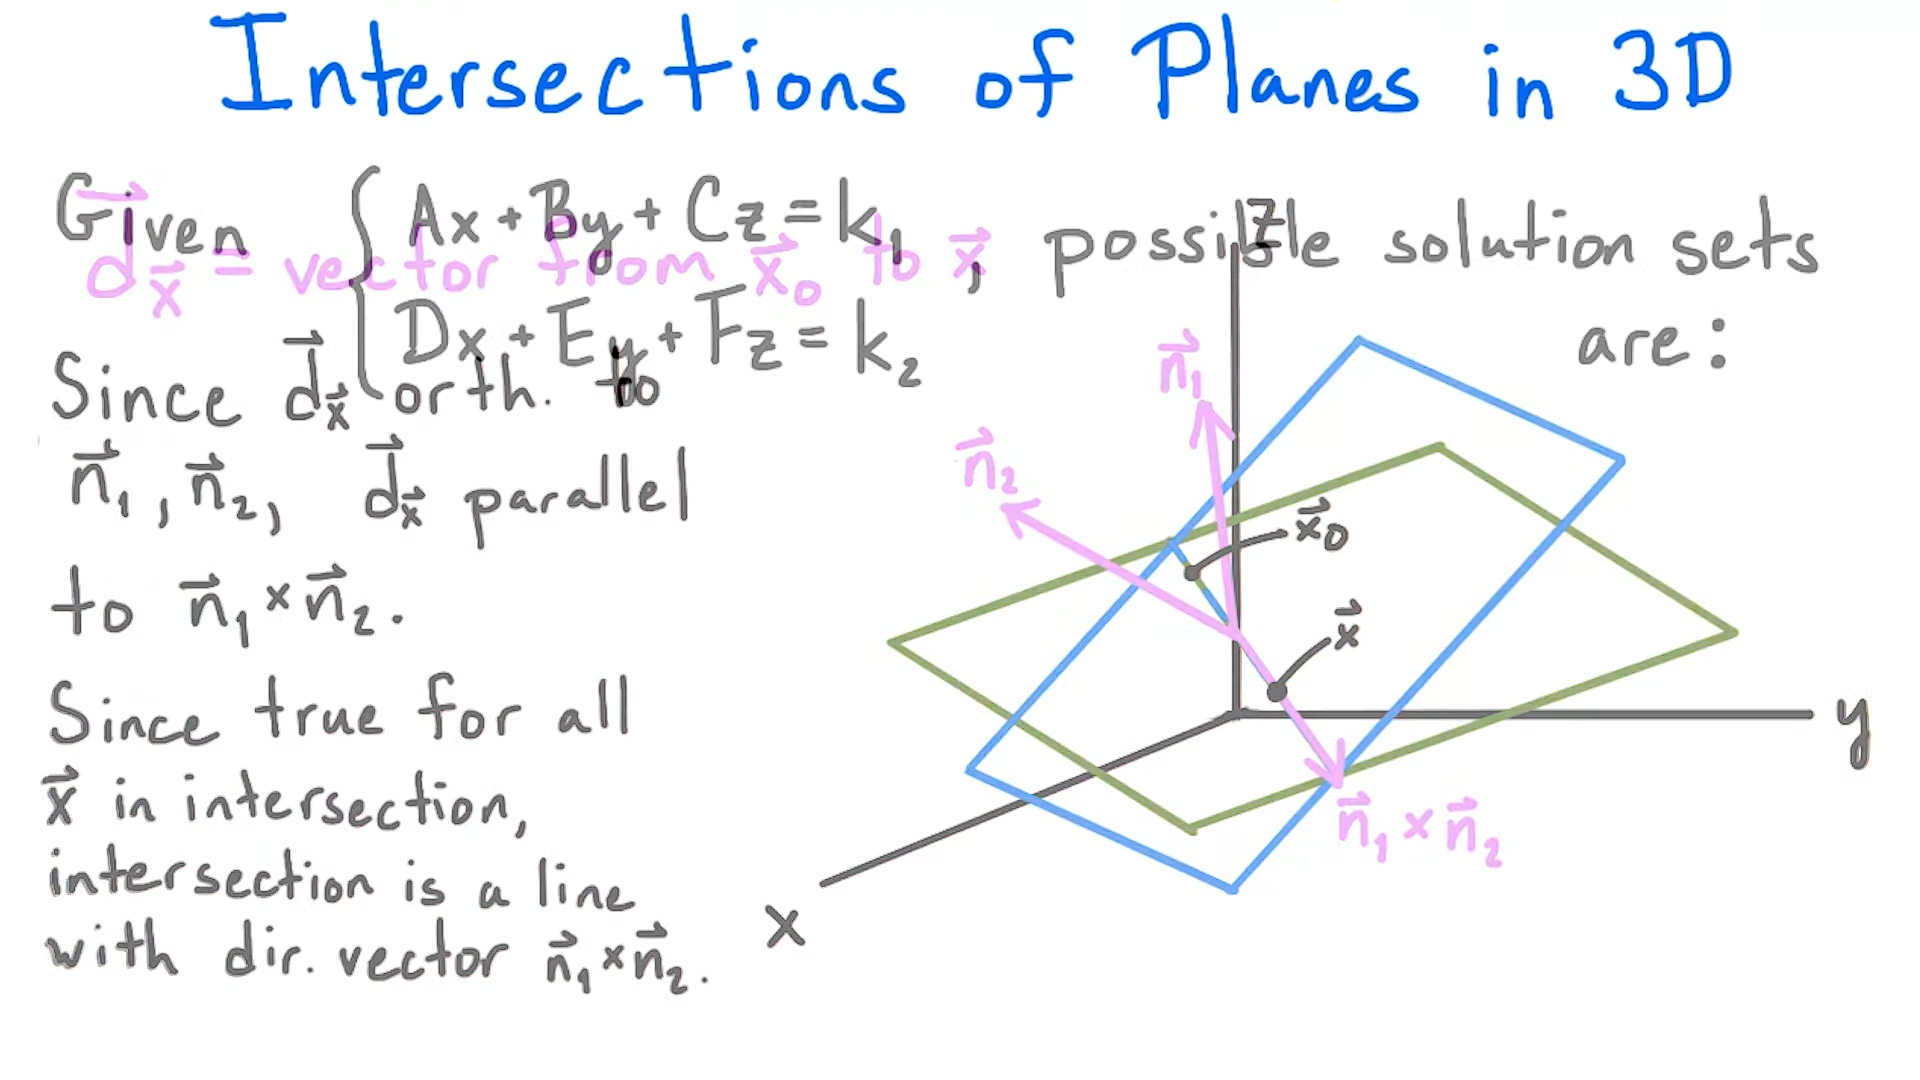 Intersections of Planes in 3D
Given { Ax + By + Cz = k₁
Dx + Ey + Fz = k₂ , possible solution sets
are:
d⃗ₓ⃗ = vector from x⃗₀ to x⃗
Since d⃗ₓ⃗ orth. to
n⃗₁, n⃗₂, d⃗ₓ⃗ parallel
to n⃗₁ × n⃗₂.
Since true for all
x⃗ in intersection,
intersection is a line
with dir. vector n⃗₁ × n⃗₂.
z
n⃗₁
n⃗₂
x⃗₀
x⃗
y
n⃗₁ × n⃗₂
x